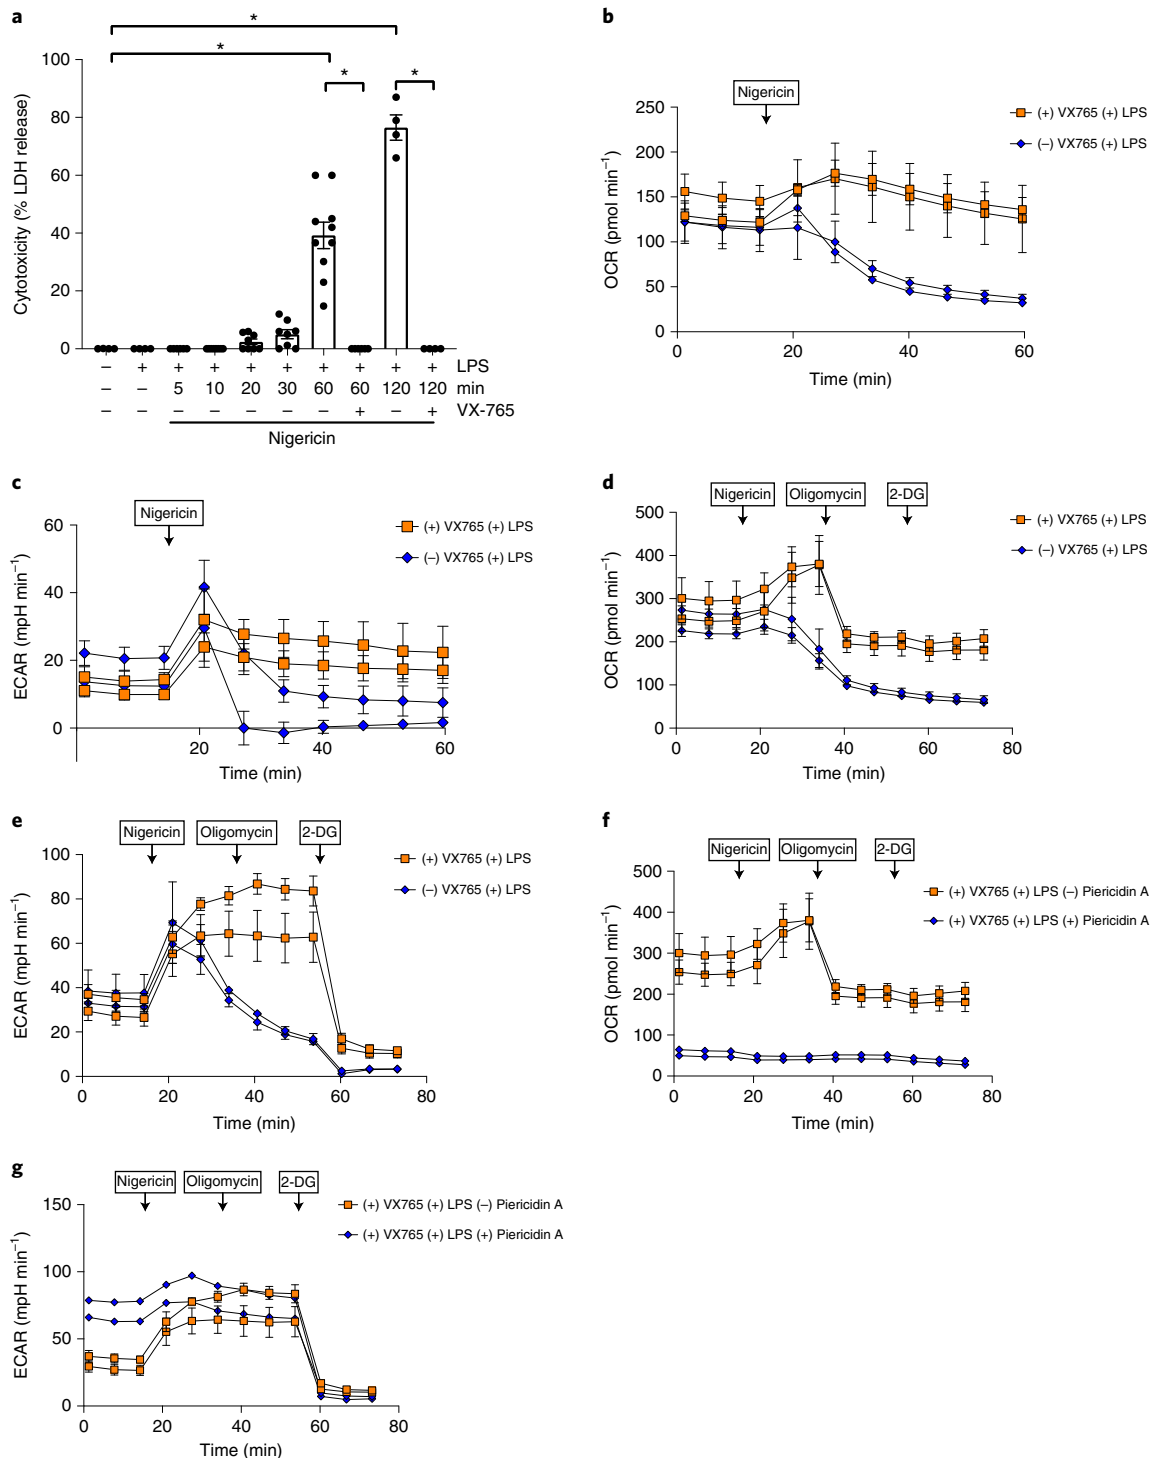 a
*
*
*
*
100
80
60
40
20
0
Cytotoxicity (% LDH release)
– + + + + + + + + + LPS
– – 5 10 20 30 60 60 120 120 min
– – – – – – – + – + VX-765
Nigericin
b
Nigericin
(+) VX765 (+) LPS
(–) VX765 (+) LPS
250
200
150
100
50
0
OCR (pmol min⁻¹)
0 20 40 60
Time (min)
c
Nigericin
(+) VX765 (+) LPS
(–) VX765 (+) LPS
60
40
20
0
ECAR (mpH min⁻¹)
20 40 60
Time (min)
d
Nigericin Oligomycin 2-DG
(+) VX765 (+) LPS
(–) VX765 (+) LPS
500
400
300
200
100
0
OCR (pmol min⁻¹)
0 20 40 60 80
Time (min)
e
Nigericin Oligomycin 2-DG
(+) VX765 (+) LPS
(–) VX765 (+) LPS
100
80
60
40
20
0
ECAR (mpH min⁻¹)
0 20 40 60 80
Time (min)
f
Nigericin Oligomycin 2-DG
(+) VX765 (+) LPS (–) Piericidin A
(+) VX765 (+) LPS (+) Piericidin A
500
400
300
200
100
0
OCR (pmol min⁻¹)
0 20 40 60 80
Time (min)
g
Nigericin Oligomycin 2-DG
(+) VX765 (+) LPS (–) Piericidin A
(+) VX765 (+) LPS (+) Piericidin A
150
100
50
0
ECAR (mpH min⁻¹)
0 20 40 60 80
Time (min)